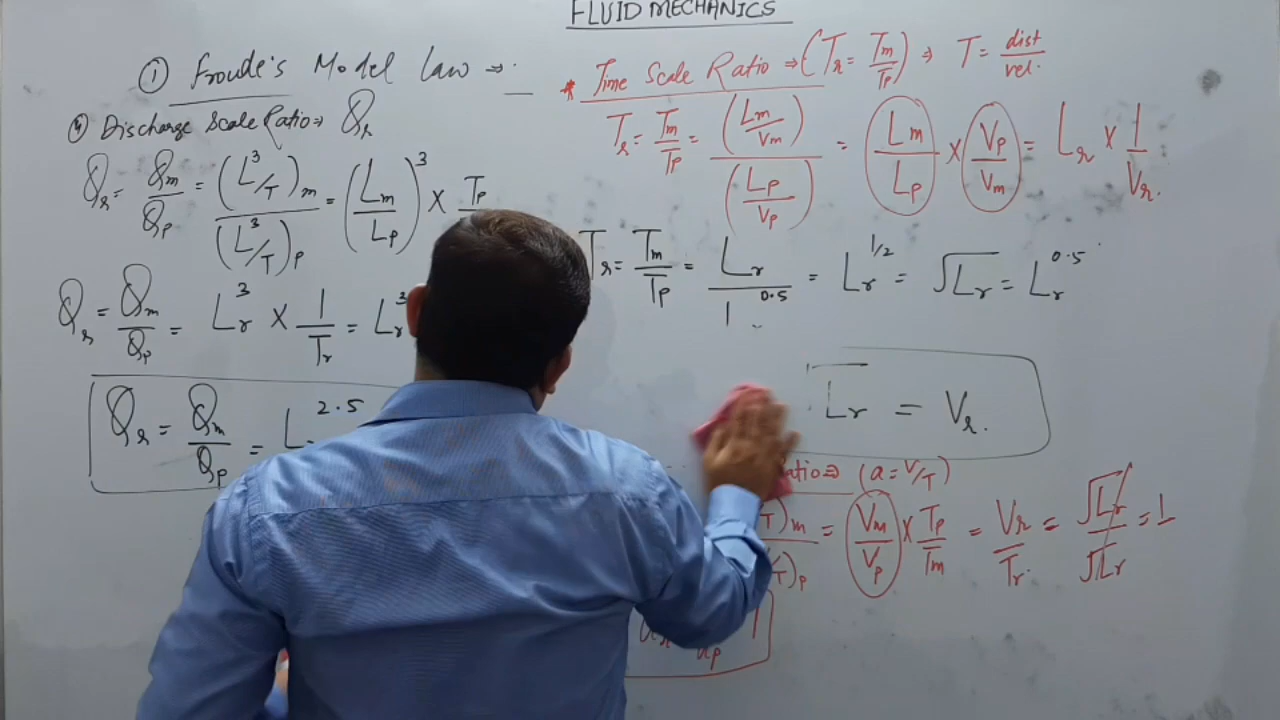 FLUID MECHANICS
① Froude's Model Law ⇒
④ Discharge Scale Ratio ⇒ Qr
Qr = Qm/Qp = (L³/T)m / (L³/T)p = (Lm/Lp)³ × Tp
Qr = Qm/Qp = Lr³ × 1/Tr = Lr³
Qr = Qm/Qp = L 2.5
* Time Scale Ratio ⇒ (Tr = Tm/Tp) ⇒ T = dist/vel.
Tr = Tm/Tp = (Lm/Vm) / (Lp/Vp) = Lm/Lp × Vp/Vm = Lr × 1/Vr.
Tr = Tm/Tp = Lr / L 0.5 = Lr^1/2 = √Lr = Lr^0.5
√Lr = Vr.
atio ⇒ (a = V/T)
T)m / T)p = Vm/Vp × Tp/Tm = Vr/Tr = √Lr/√Lr = 1
ar ap 1